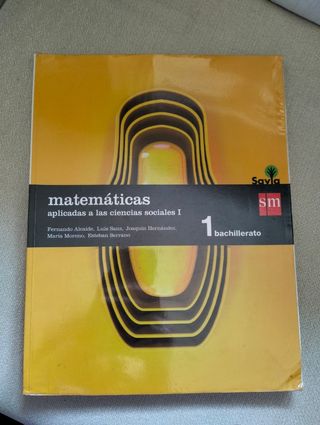 Savia
matemáticas
aplicadas a las ciencias sociales I
sm
Fernando Alcaide, Luis Sanz, Joaquín Hernández,
María Moreno, Esteban Serrano
1 bachillerato